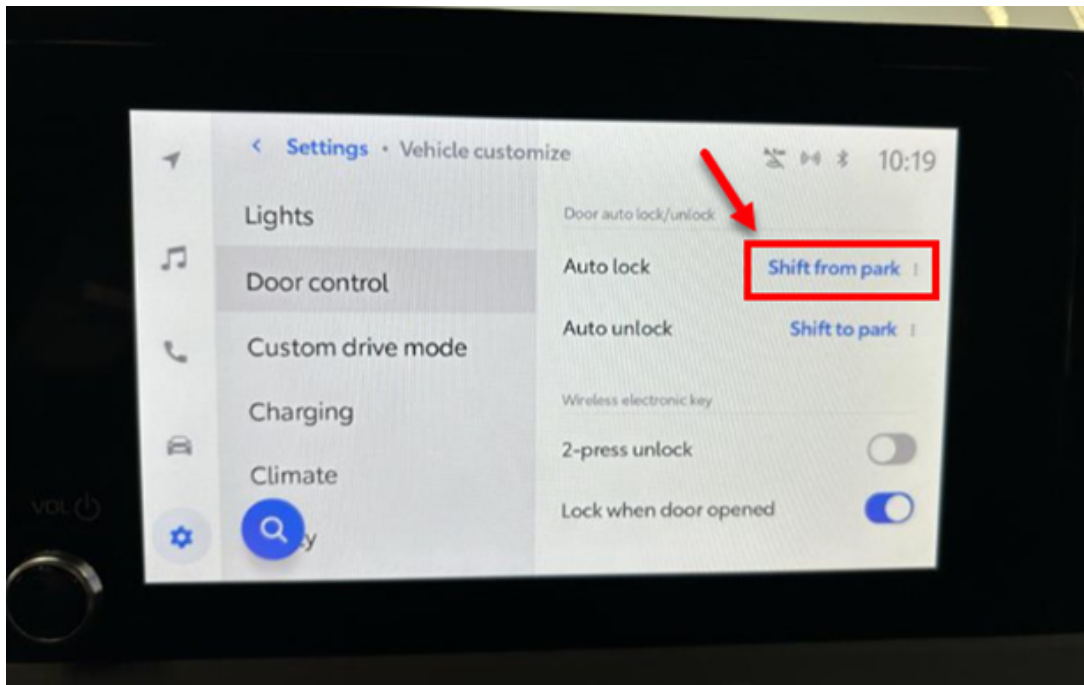 Settings • Vehicle customize
10:19
Lights
Door control
Custom drive mode
Charging
Climate
Door auto lock/unlock
Auto lock Shift from park
Auto unlock Shift to park
Wireless electronic key
2-press unlock
Lock when door opened
VOL